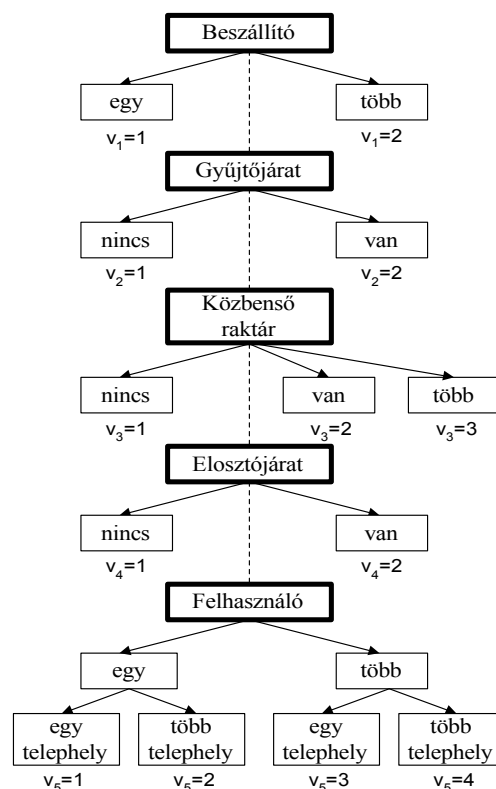 Beszállító
egy
több
v₁=1
v₁=2
Gyűjtőjárat
nincs
van
v₂=1
v₂=2
Közbenső
raktár
nincs
van
több
v₃=1
v₃=2
v₃=3
Elosztójárat
nincs
van
v₄=1
v₄=2
Felhasználó
egy
több
egy
telephely
több
telephely
egy
telephely
több
telephely
v₅=1
v₅=2
v₅=3
v₅=4